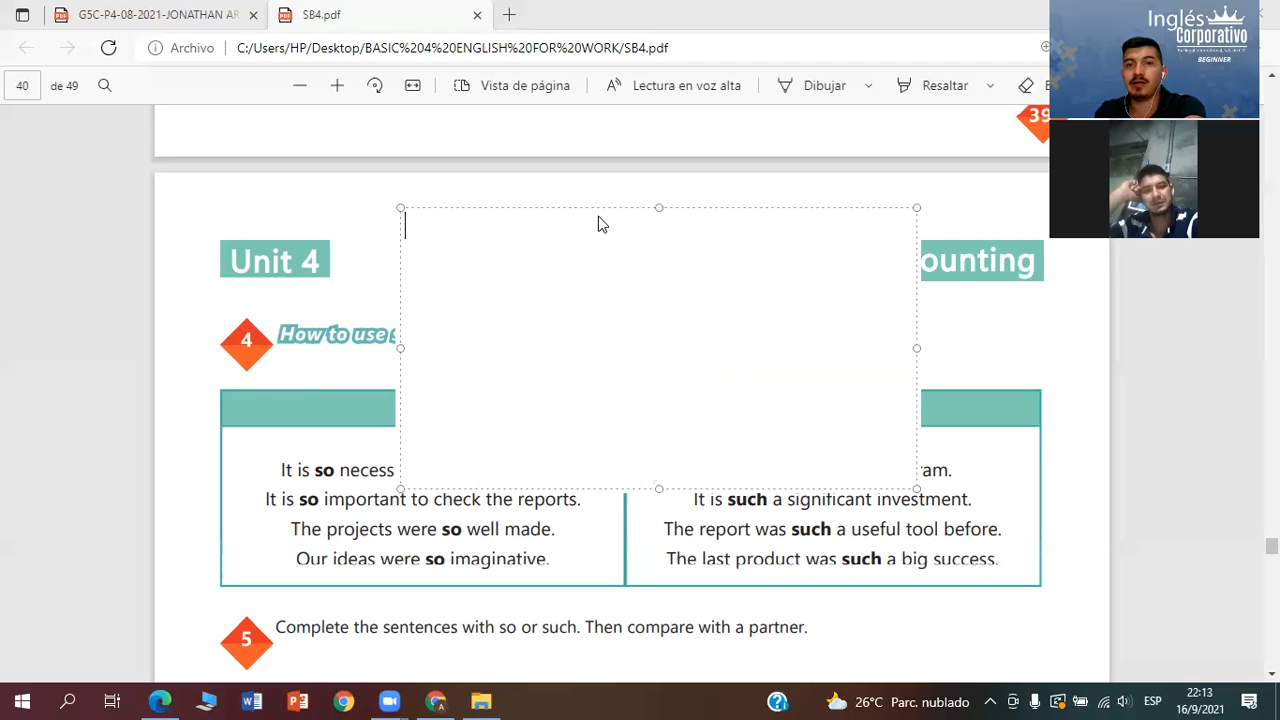 G5C-P4-08-2021-JONATHAN AR
SB4.pdf
Archivo
C:/Users/HP/Desktop/BASIC%204%20ENGLISH%20FOR%20WORK/SB4.pdf
40
de 49
Vista de página
Lectura en voz alta
Dibujar
Resaltar
Inglés
Corporativo
BEGINNER
39
Unit 4
ounting
4
How to use s
It is so necess
ram.
It is so important to check the reports.
It is such a significant investment.
The projects were so well made.
The report was such a useful tool before.
Our ideas were so imaginative.
The last product was such a big success.
5
Complete the sentences with so or such. Then compare with a partner.
26°C Parc. nublado
ESP
22:13
16/9/2021